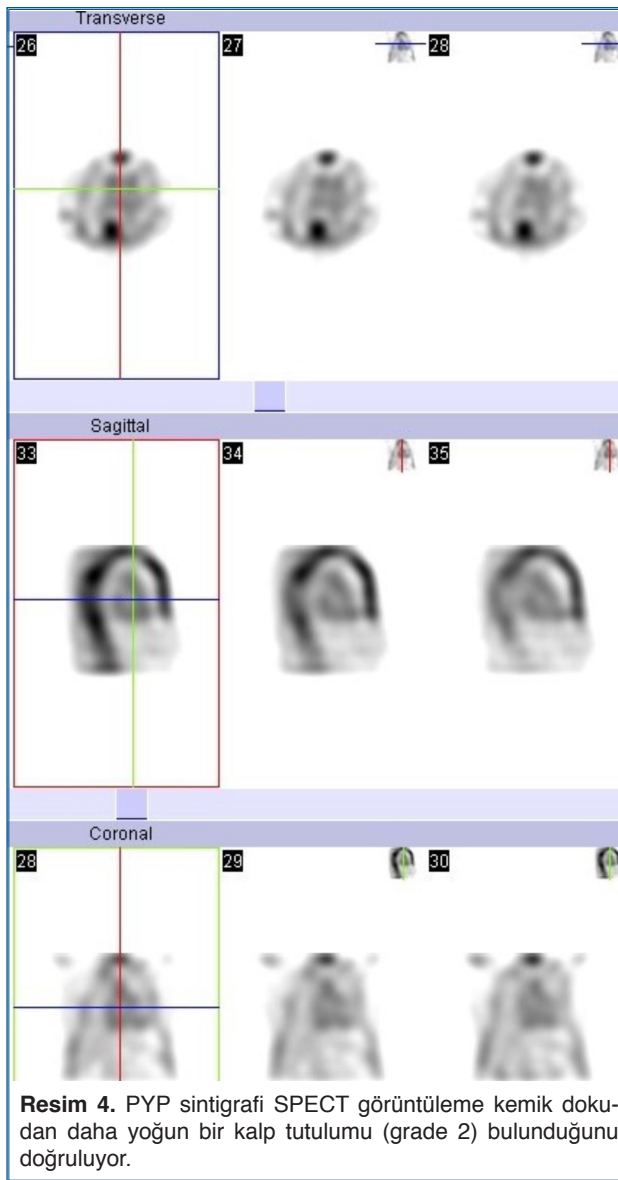 Transverse
26
27
28
Sagittal
33
34
35
Coronal
28
29
30
Resim 4. PYP sintigrafi SPECT görüntüleme kemik doku-
dan daha yoğun bir kalp tutulumu (grade 2) bulunduğunu
doğruluyor.